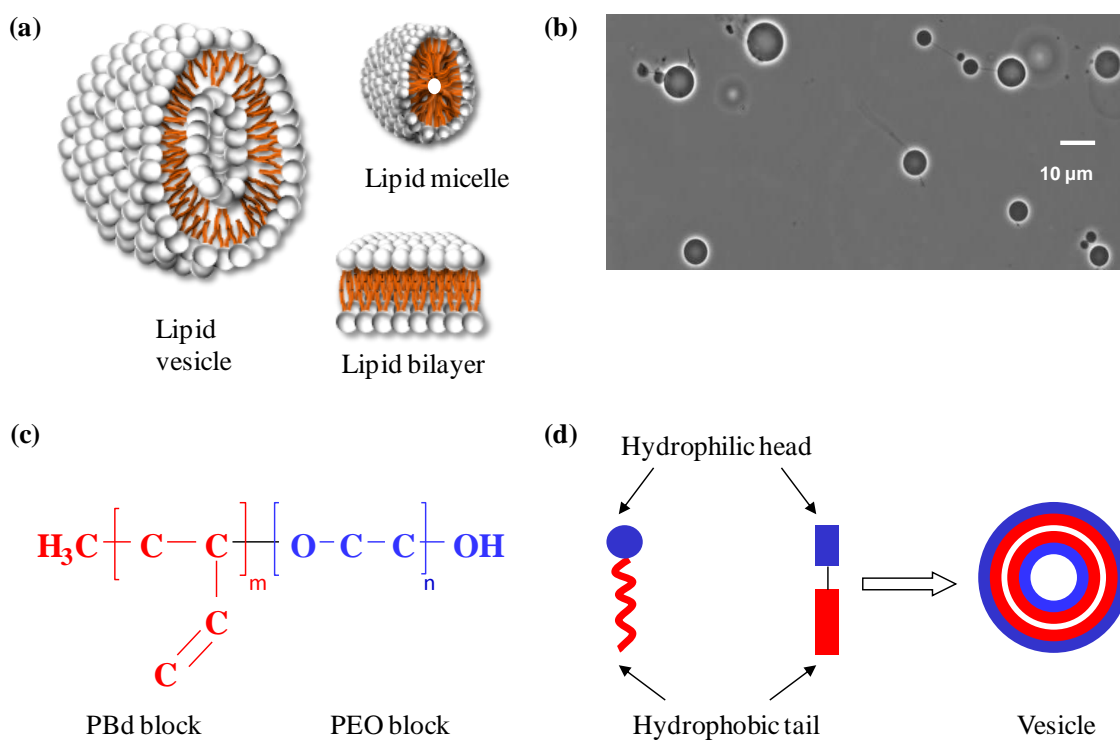 (a)
Lipid
vesicle
Lipid micelle
Lipid bilayer
(b)
10 µm
(c)
H₃C [ C — C ]m [ O — C — C ]n OH
C
C
PBd block
PEO block
(d)
Hydrophilic head
Hydrophobic tail
Vesicle